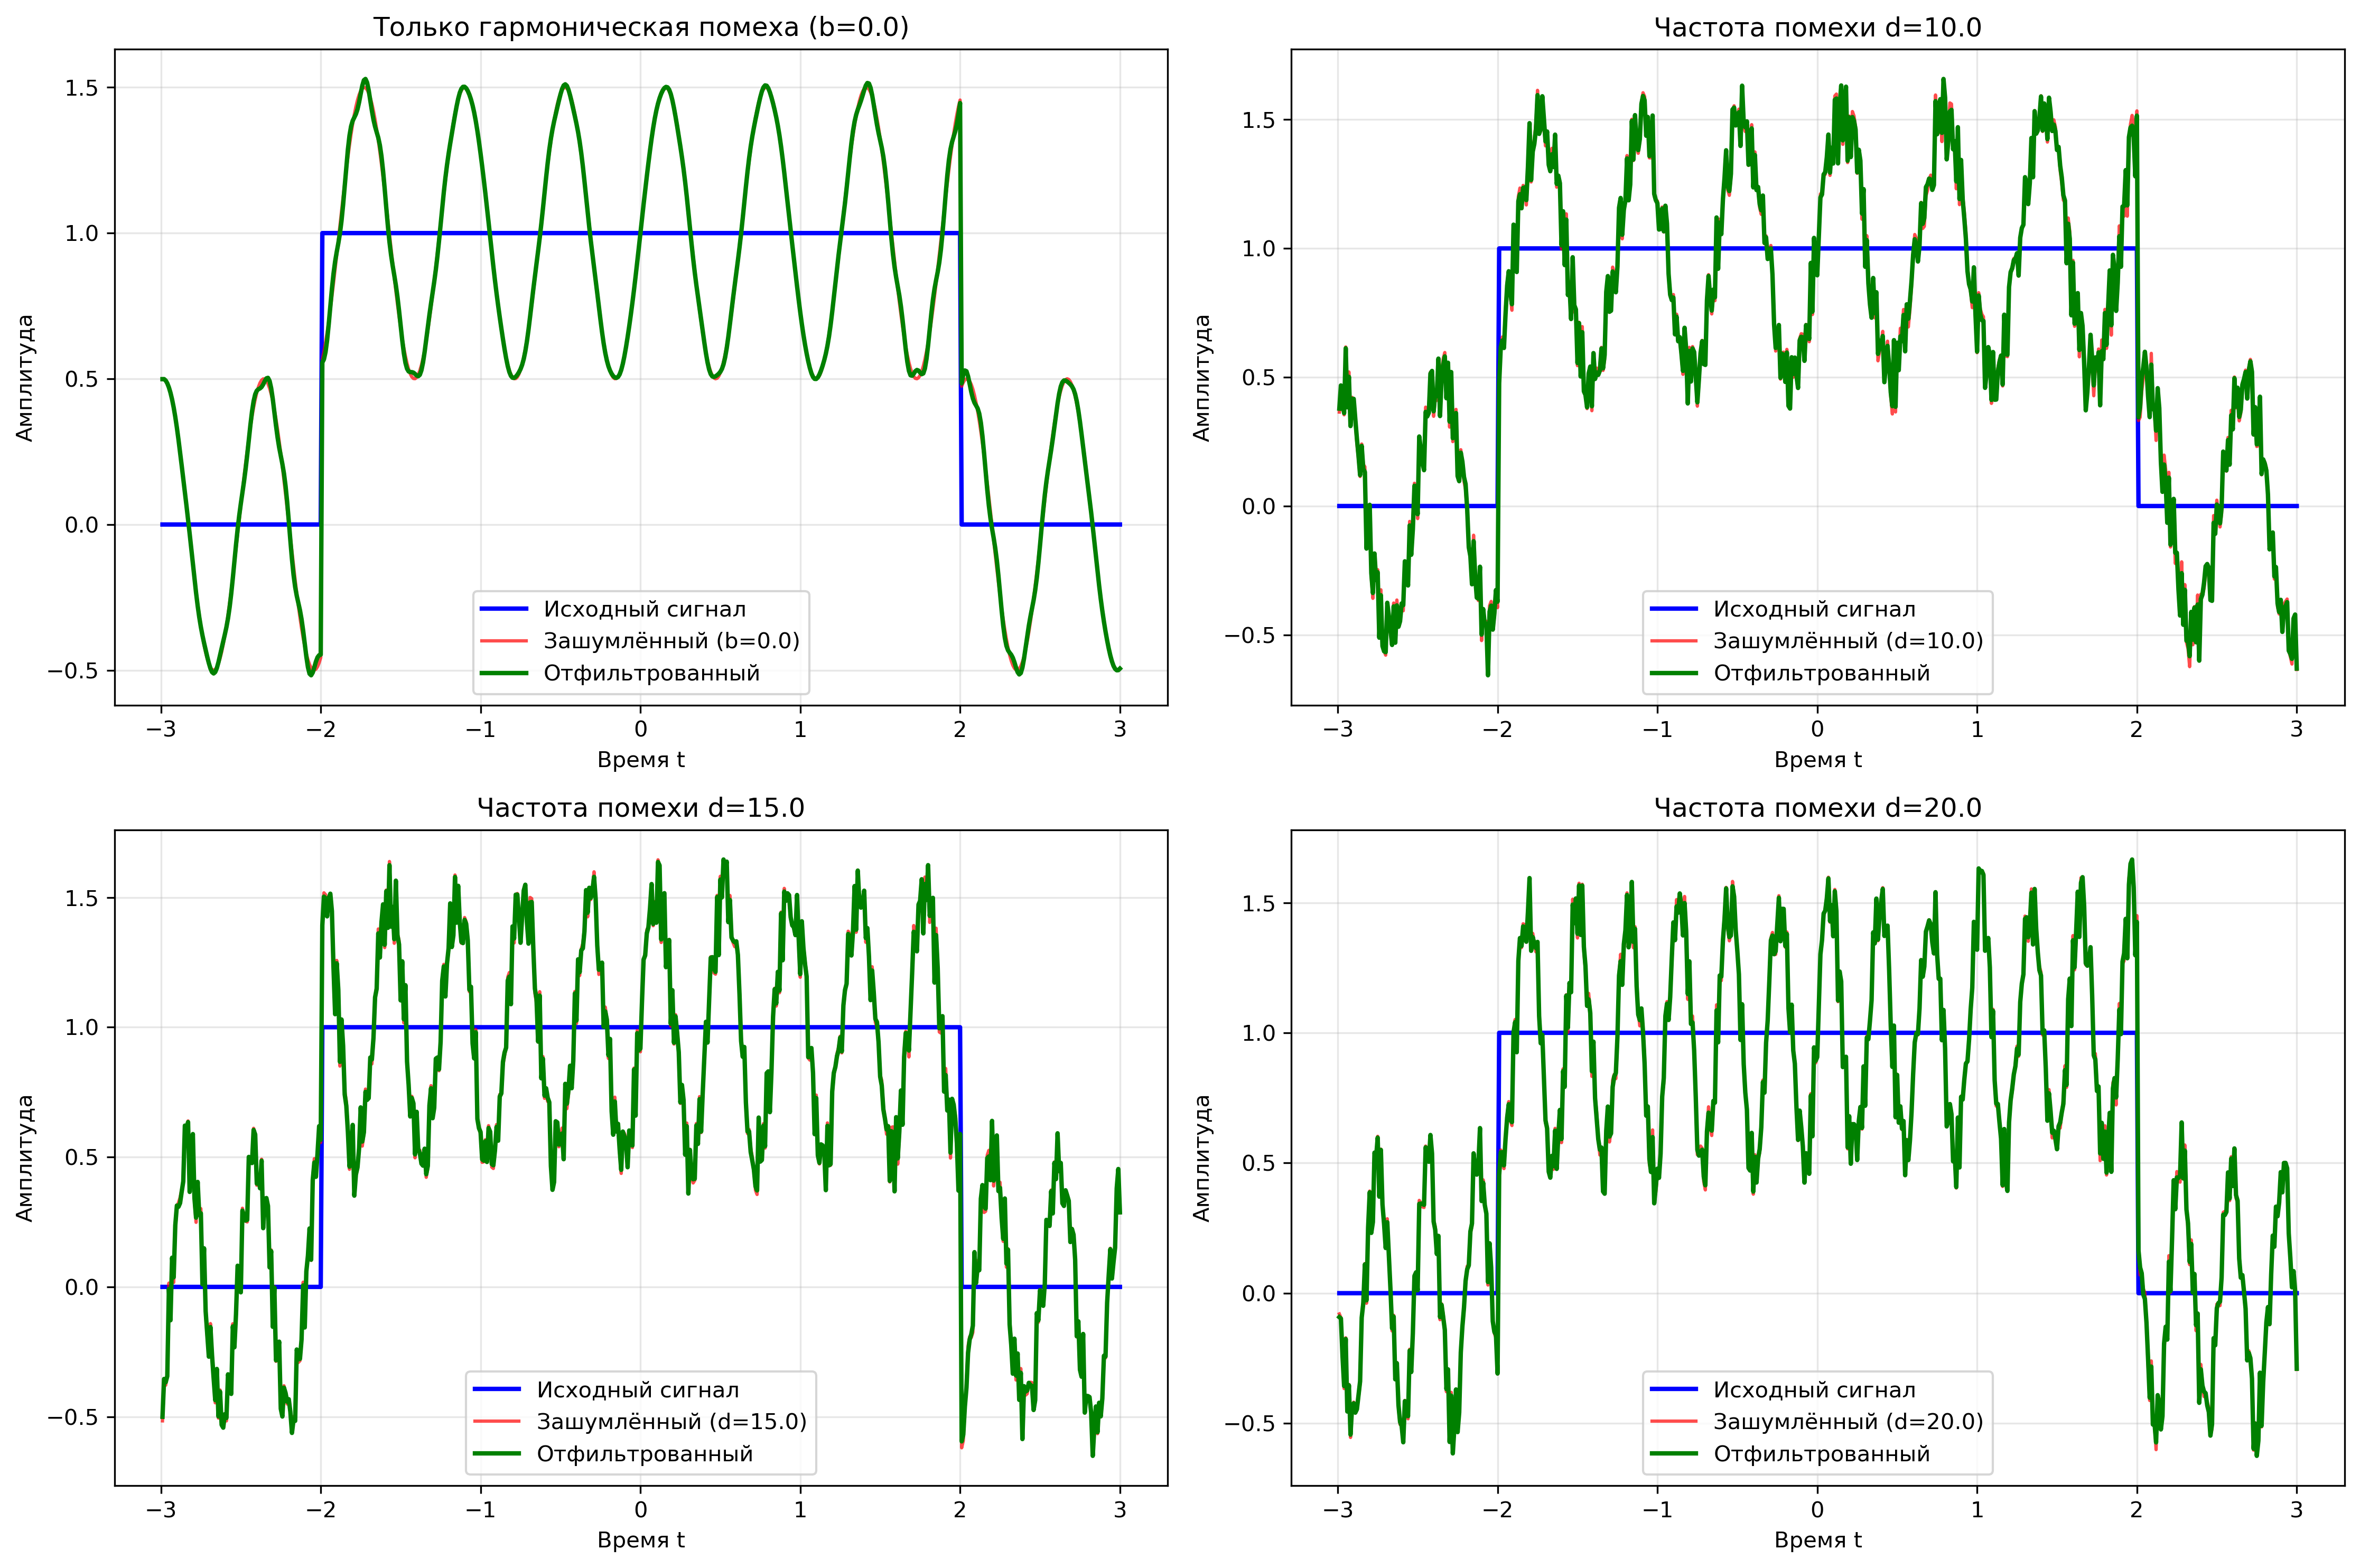 Только гармоническая помеха (b=0.0)
Амплитуда
1.5
1.0
0.5
0.0
−0.5
−3
−2
−1
0
1
2
3
Время t
Исходный сигнал
Зашумлённый (b=0.0)
Отфильтрованный
Частота помехи d=10.0
Амплитуда
1.5
1.0
0.5
0.0
−0.5
−3
−2
−1
0
1
2
3
Время t
Исходный сигнал
Зашумлённый (d=10.0)
Отфильтрованный
Частота помехи d=15.0
Амплитуда
1.5
1.0
0.5
0.0
−0.5
−3
−2
−1
0
1
2
3
Время t
Исходный сигнал
Зашумлённый (d=15.0)
Отфильтрованный
Частота помехи d=20.0
Амплитуда
1.5
1.0
0.5
0.0
−0.5
−3
−2
−1
0
1
2
3
Время t
Исходный сигнал
Зашумлённый (d=20.0)
Отфильтрованный